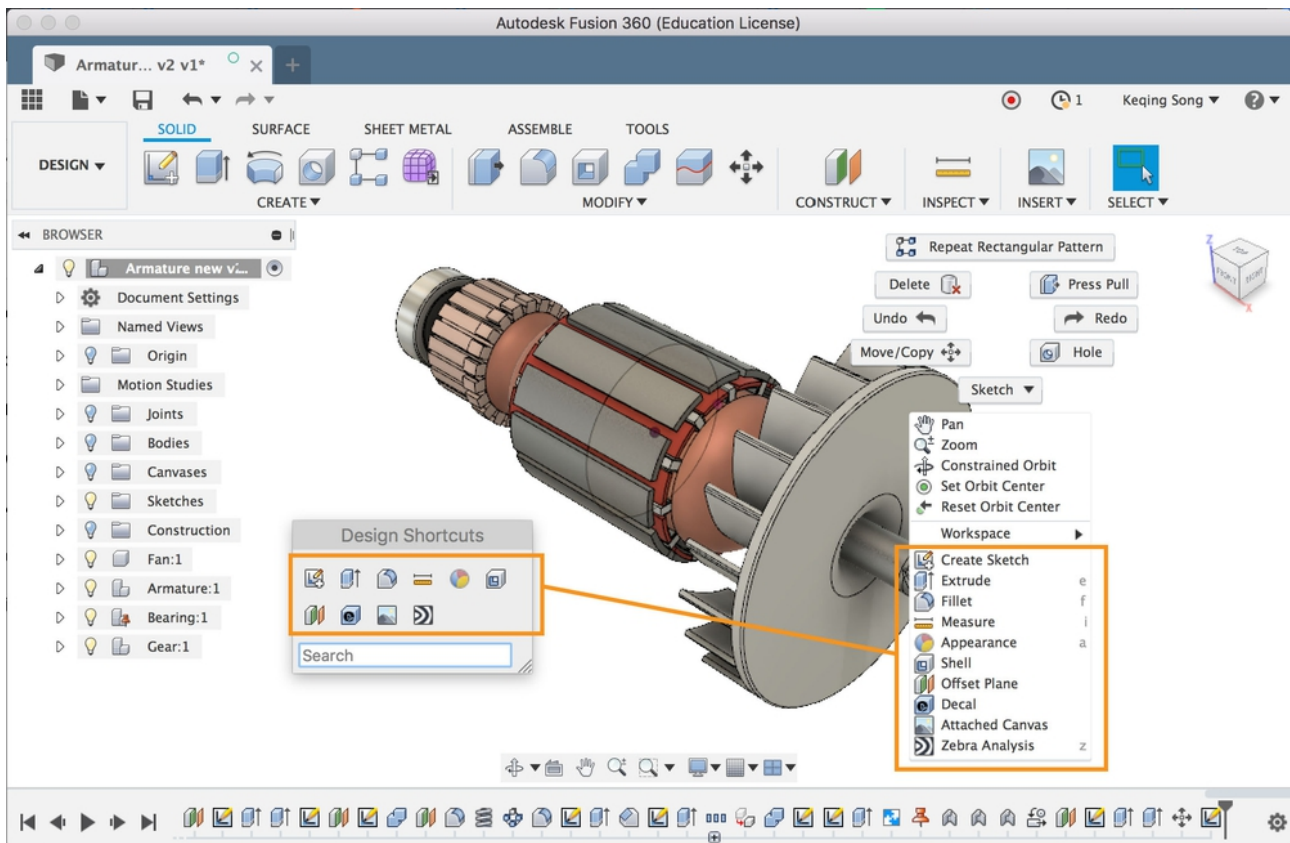 Autodesk Fusion 360 (Education License)
Armatur... v2 v1*
1
Keqing Song
SOLID SURFACE SHEET METAL ASSEMBLE TOOLS
DESIGN
CREATE MODIFY CONSTRUCT INSPECT INSERT SELECT
BROWSER
Armature new v...
Document Settings
Named Views
Origin
Motion Studies
Joints
Bodies
Canvases
Sketches
Construction
Fan:1
Armature:1
Bearing:1
Gear:1
Design Shortcuts
Search
Repeat Rectangular Pattern
Delete Press Pull
Undo Redo
Move/Copy Hole
Sketch
Pan
Zoom
Constrained Orbit
Set Orbit Center
Reset Orbit Center
Workspace
Create Sketch
Extrude e
Fillet f
Measure i
Appearance a
Shell
Offset Plane
Decal
Attached Canvas
Zebra Analysis z
Z
TOP
FRONT RIGHT
X